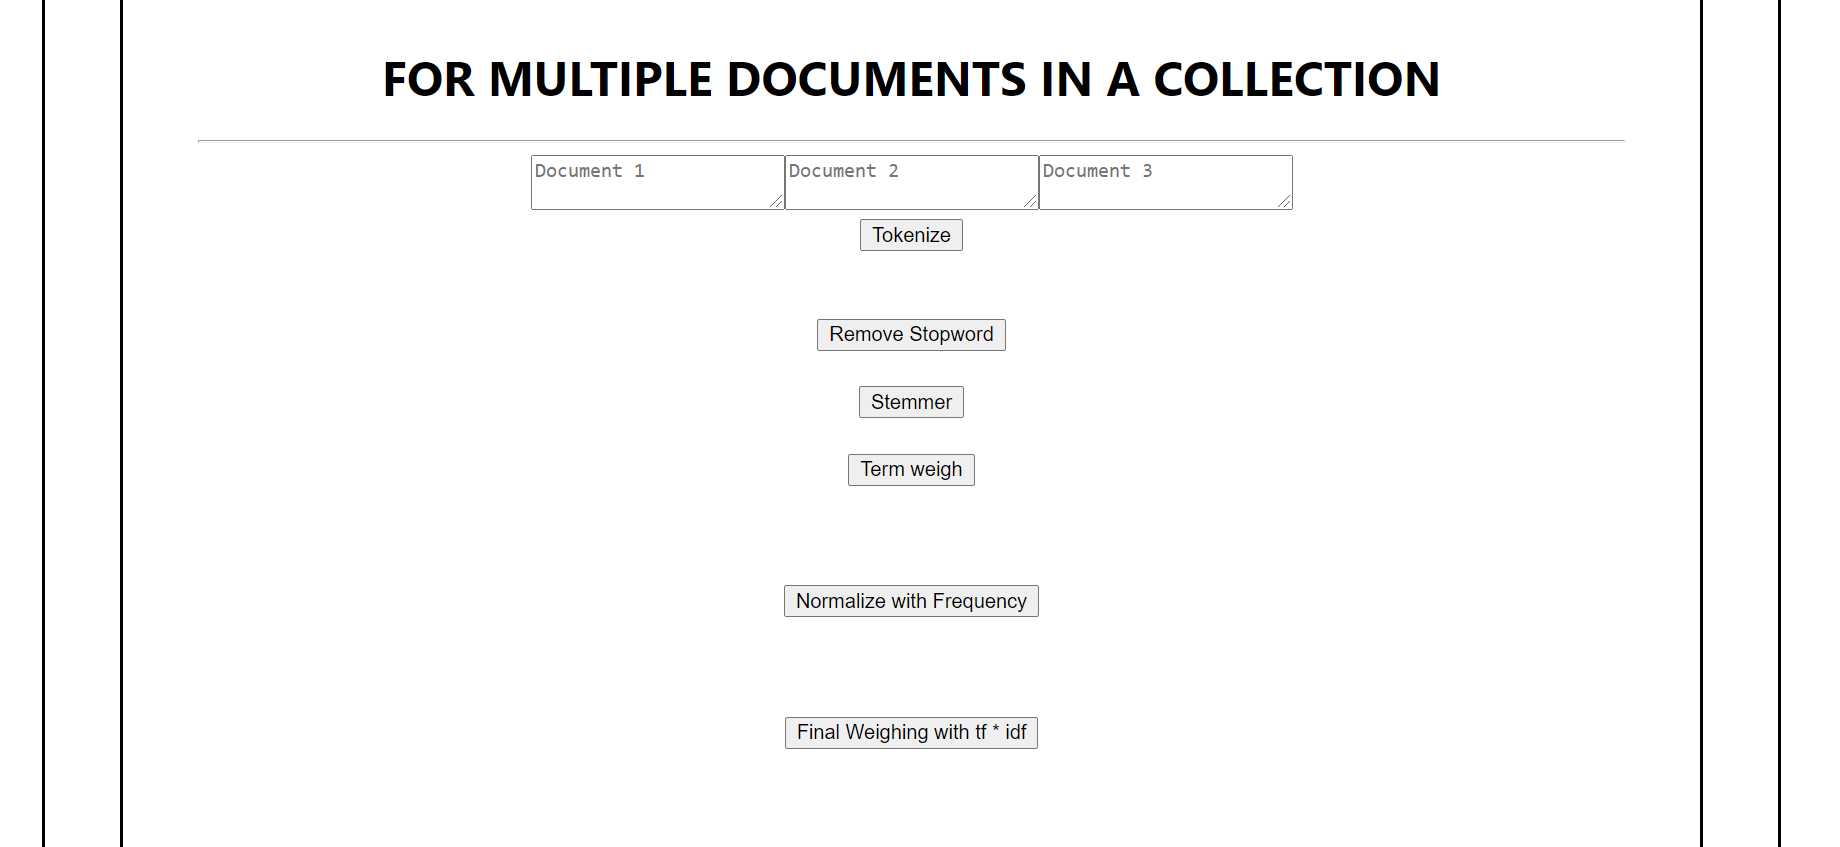 FOR MULTIPLE DOCUMENTS IN A COLLECTION
Document 1 Document 2 Document 3
Tokenize
Remove Stopword
Stemmer
Term weigh
Normalize with Frequency
Final Weighing with tf * idf